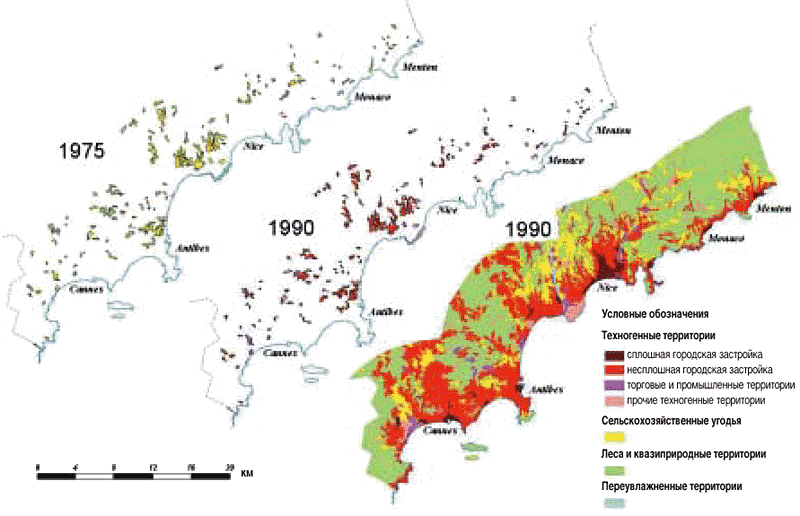 1975
Menton
Monaco
Nice
Antibes
Cannes
1990
Menton
Monaco
Nice
Antibes
Cannes
1990
Menton
Monaco
Nice
Antibes
Cannes
Условные обозначения
Техногенные территории
сплошная городская застройка
несплошная городская застройка
торговые и промышленные территории
прочие техногенные территории
Сельскохозяйственные угодья
Леса и квазиприродные территории
Переувлажненные территории
0 4 8 12 16 20 км